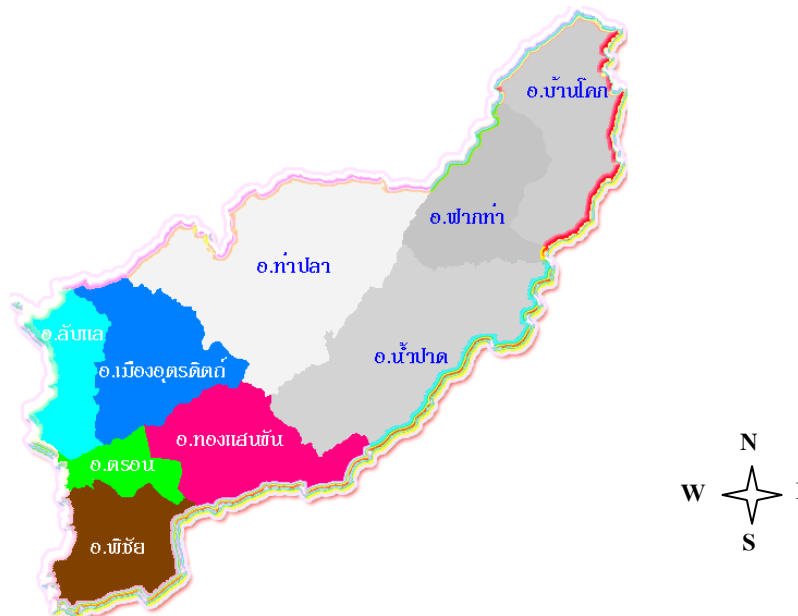 อ.บ้านโคก
อ.ฟากท่า
อ.ท่าปลา
อ.ลับแล
อ.น้ำปาด
อ.เมืองอุตรดิตถ์
อ.ทองแสนขัน
อ.ตรอน
อ.พิชัย
N
W
S